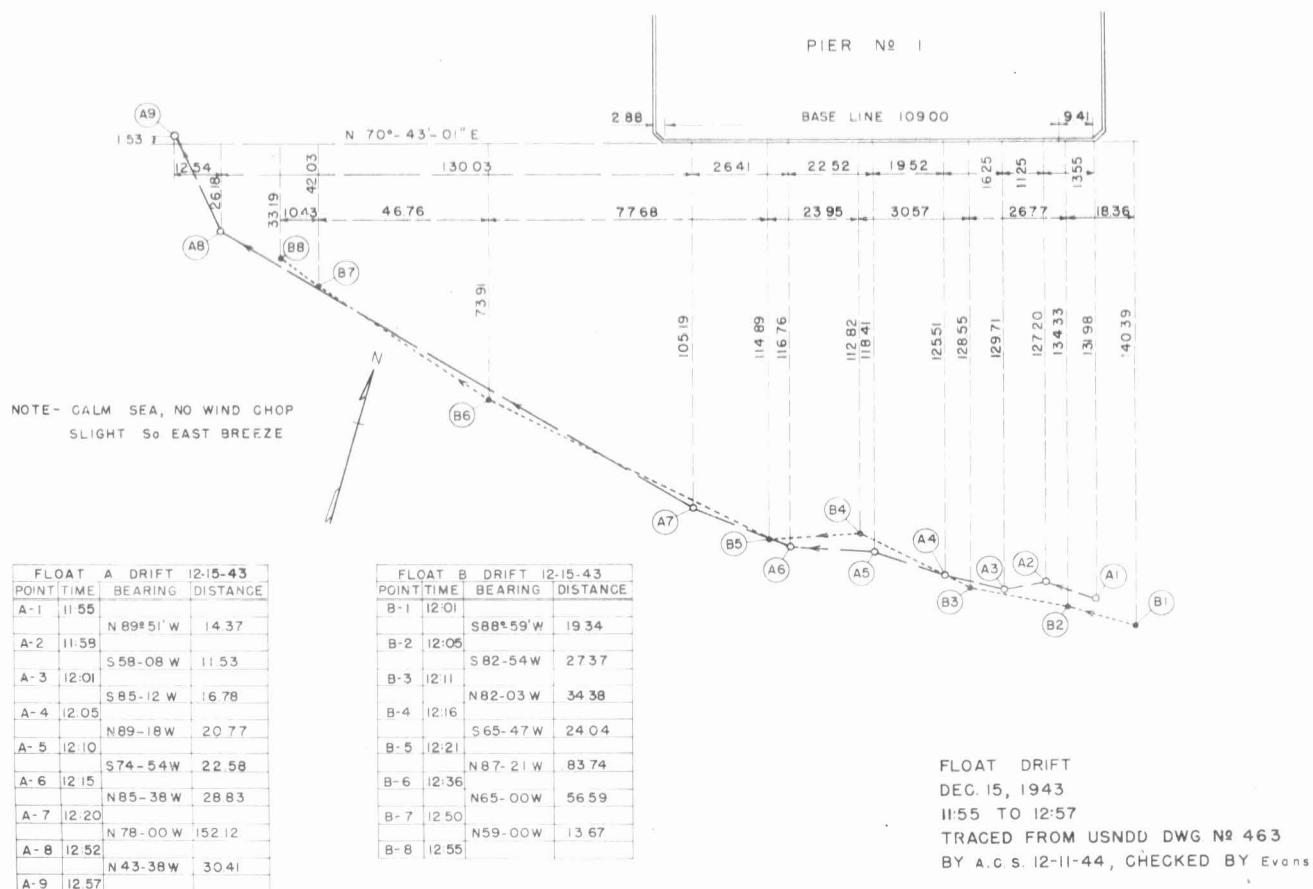 PIER Nº 1
A9
2.88
BASE LINE 109.00
9.41
1.53
N 70°-43'-01" E
12.54
130.03
26.41
22.52
19.52
16.25
11.25
13.55
26.18
33.19
42.03
10.43
46.76
77.68
23.95
30.57
26.77
18.36
A8
B8
B7
73.91
105.19
114.89
116.76
112.82
118.41
125.51
128.55
129.71
127.20
134.33
131.98
140.39
N
NOTE- CALM SEA, NO WIND CHOP
SLIGHT So EAST BREEZE
B6
A7
B5
A6
B4
A5
A4
B3
A3
A2
A1
B2
B1
FLOAT A DRIFT 12-15-43
POINT TIME BEARING DISTANCE
A-1 11:55
N 89º51' W 14.37
A-2 11:58
S 58-08 W 11.53
A-3 12:01
S 85-12 W 16.78
A-4 12:05
N 89-18 W 20.77
A-5 12:10
S 74-54 W 22.58
A-6 12:15
N 85-38 W 28.83
A-7 12:20
N 78-00 W 152.12
A-8 12:52
N 43-38 W 30.41
A-9 12:57
FLOAT B DRIFT 12-15-43
POINT TIME BEARING DISTANCE
B-1 12:01
S 88º59' W 19.34
B-2 12:05
S 82-54 W 27.37
B-3 12:11
N 82-03 W 34.38
B-4 12:16
S 65-47 W 24.04
B-5 12:21
N 87-21 W 83.74
B-6 12:36
N 65-00 W 56.59
B-7 12:50
N 59-00 W 13.67
B-8 12:55
FLOAT DRIFT
DEC. 15, 1943
11:55 TO 12:57
TRACED FROM USNDD DWG Nº 463
BY A.C.S. 12-11-44, CHECKED BY Evans